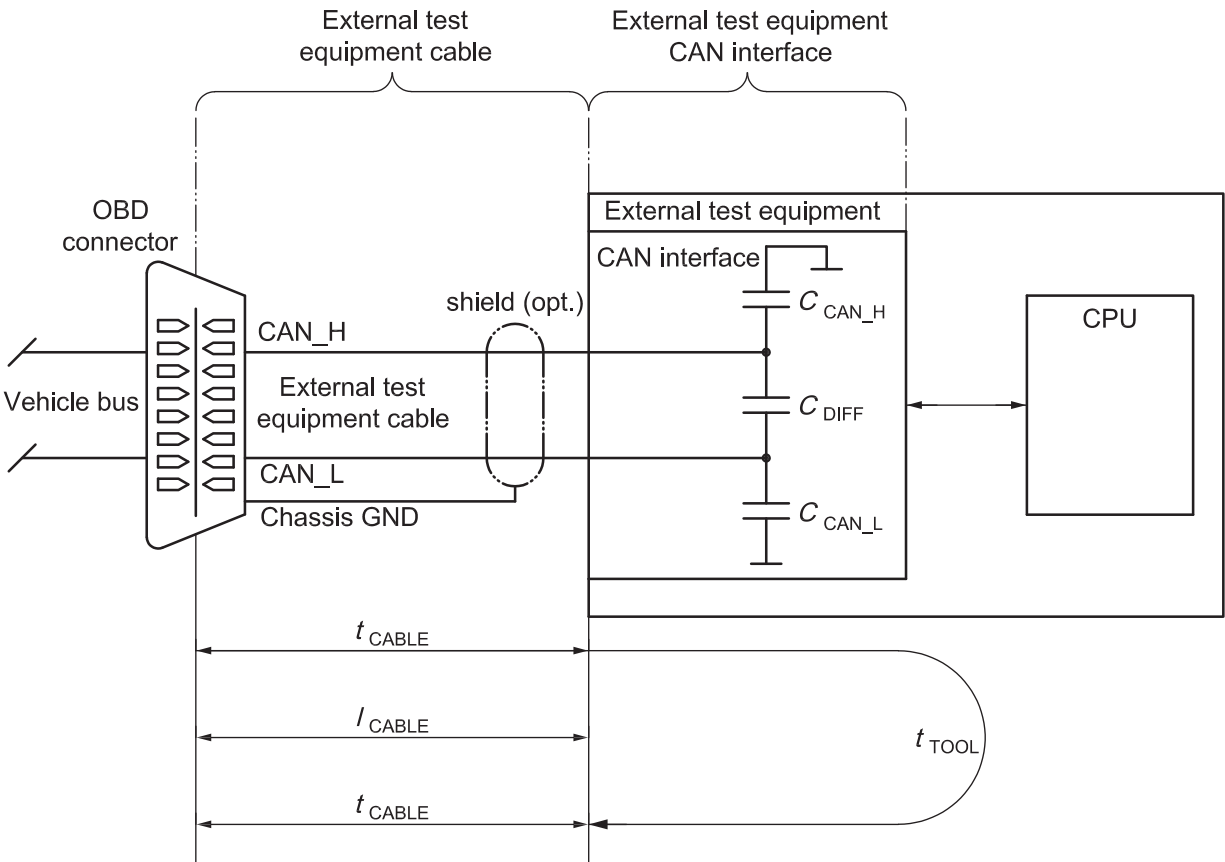 External test
equipment cable
External test equipment
CAN interface
OBD
connector
External test equipment
CAN interface
shield (opt.)
C CAN_H
CPU
CAN_H
Vehicle bus
External test
equipment cable
C DIFF
CAN_L
Chassis GND
C CAN_L
t CABLE
l CABLE
t TOOL
t CABLE